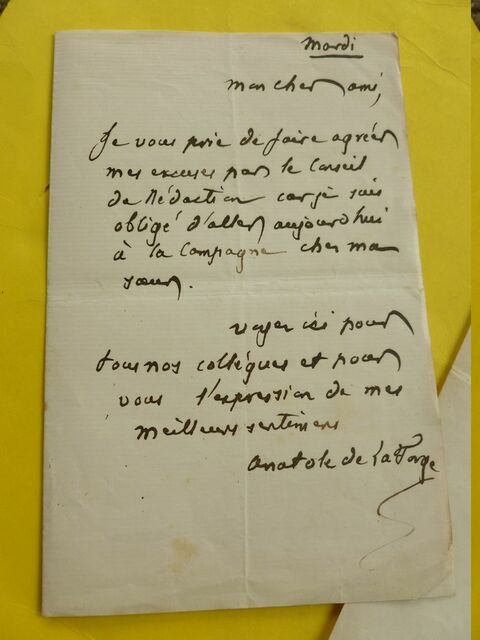 Mardi
mon cher ami,
Je vous prie de faire agréer
mes excuses par le Conseil
de Rédaction car je suis
obligé d'aller aujourd'hui
à la Campagne chez ma
soeur.
voyez ici pour
tous nos collègues et pour
vous l'expression de mes
meilleurs sentimens
Anatole de La Forge